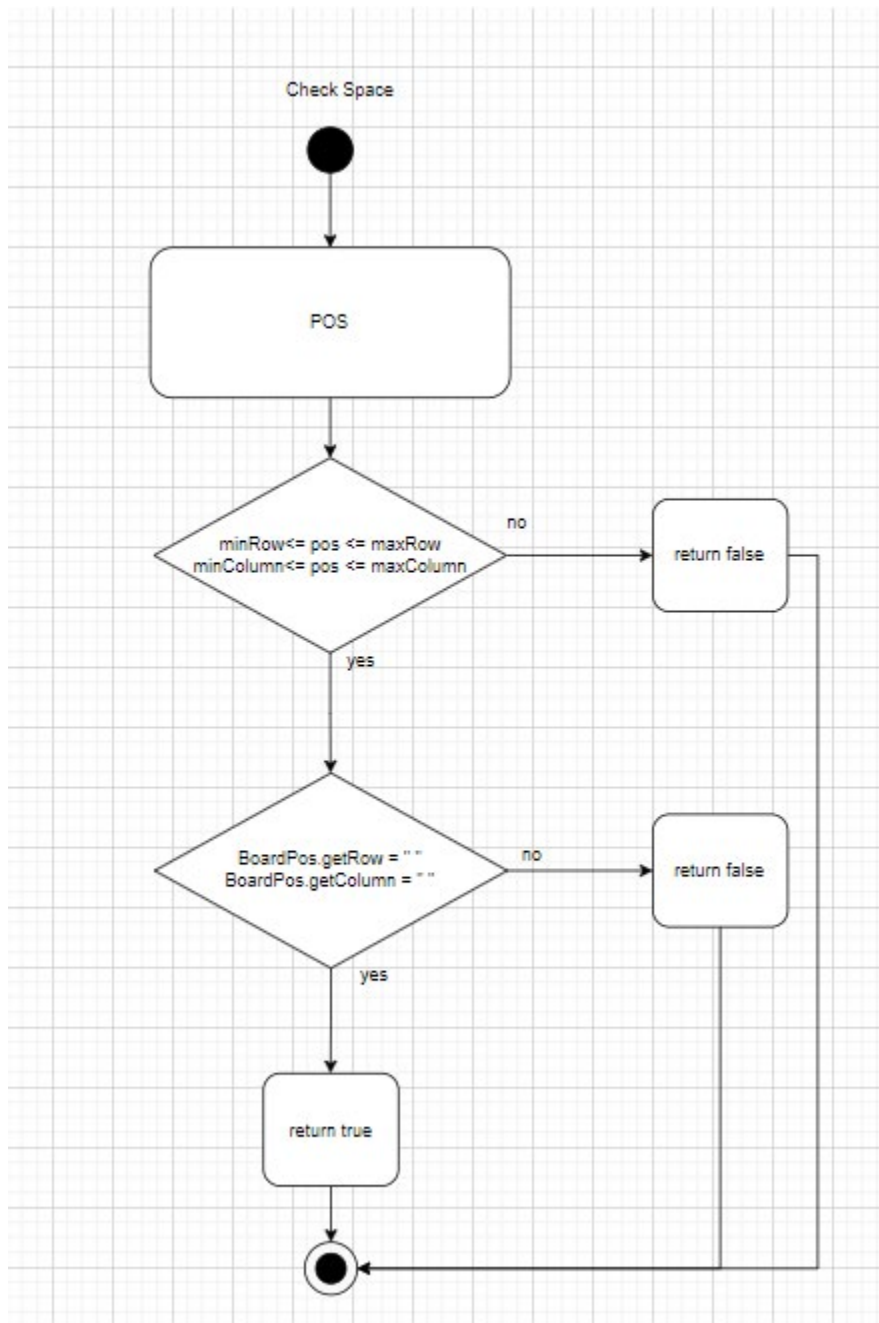 Check Space
POS
minRow<= pos <= maxRow
minColumn<= pos <= maxColumn
no
return false
yes
BoardPos.getRow = " "
BoardPos.getColumn = " "
no
return false
yes
return true